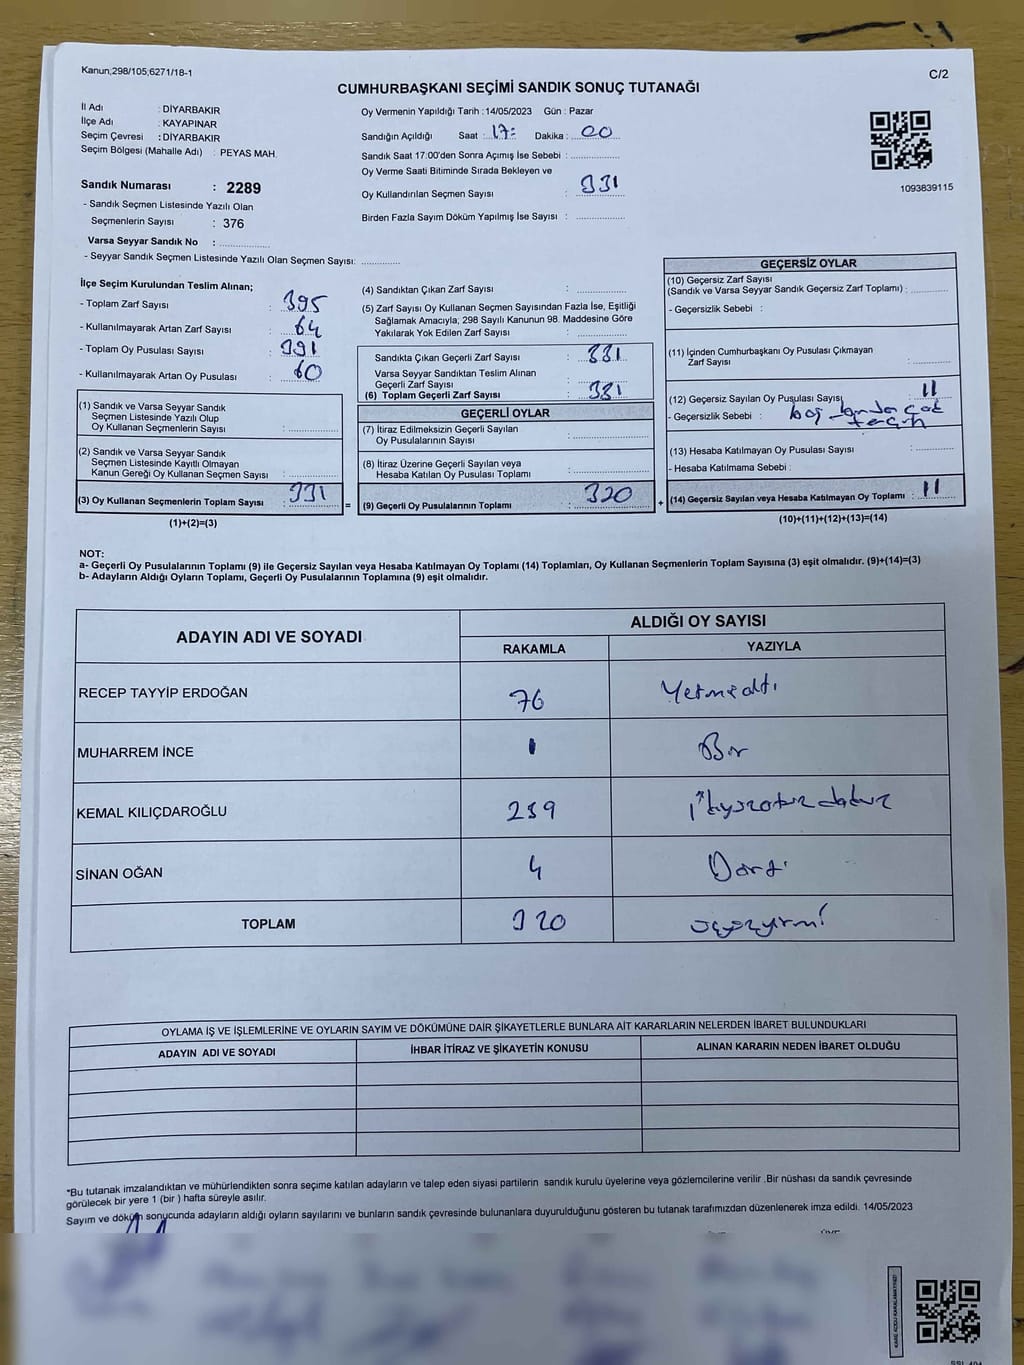 Kanun;298/105;6271/18-1
C/2
CUMHURBAŞKANI SEÇİMİ SANDIK SONUÇ TUTANAĞI
İl Adı : DİYARBAKIR
İlçe Adı : KAYAPINAR
Seçim Çevresi : DİYARBAKIR
Seçim Bölgesi (Mahalle Adı) : PEYAS MAH.
Sandık Numarası : 2289
- Sandık Seçmen Listesinde Yazılı Olan
Seçmenlerin Sayısı : 376
Varsa Seyyar Sandık No : ................
- Seyyar Sandık Seçmen Listesinde Yazılı Olan Seçmen Sayısı: ............
Oy Vermenin Yapıldığı Tarih : 14/05/2023 Gün : Pazar
Sandığın Açıldığı Saat : 17: Dakika : 00
Sandık Saat 17:00'den Sonra Açımış İse Sebebi : ................
Oy Verme Saati Bitiminde Sırada Bekleyen ve
Oy Kullandırılan Seçmen Sayısı : 331
Birden Fazla Sayım Döküm Yapılmış İse Sayısı : ................
1093839115
İlçe Seçim Kurulundan Teslim Alınan;
- Toplam Zarf Sayısı : 395
- Kullanılmayarak Artan Zarf Sayısı : 64
- Toplam Oy Pusulası Sayısı : 391
- Kullanılmayarak Artan Oy Pusulası : 60
(1) Sandık ve Varsa Seyyar Sandık
Seçmen Listesinde Yazılı Olup
Oy Kullanan Seçmenlerin Sayısı : ................
(2) Sandık ve Varsa Seyyar Sandık
Seçmen Listesinde Kayıtlı Olmayan
Kanun Gereği Oy Kullanan Seçmen Sayısı : ................
(3) Oy Kullanan Seçmenlerin Toplam Sayısı : 331 =
(1)+(2)=(3)
(4) Sandıktan Çıkan Zarf Sayısı : ................
(5) Zarf Sayısı Oy Kullanan Seçmen Sayısından Fazla İse, Eşitliği
Sağlamak Amacıyla; 298 Sayılı Kanunun 98. Maddesine Göre
Yakılarak Yok Edilen Zarf Sayısı : ................
Sandıkta Çıkan Geçerli Zarf Sayısı : 331
Varsa Seyyar Sandıktan Teslim Alınan
Geçerli Zarf Sayısı : ................
(6) Toplam Geçerli Zarf Sayısı : 331
GEÇERLİ OYLAR
(7) İtiraz Edilmeksizin Geçerli Sayılan
Oy Pusulalarının Sayısı : ................
(8) İtiraz Üzerine Geçerli Sayılan veya
Hesaba Katılan Oy Pusulası Toplamı : ................
(9) Geçerli Oy Pusulalarının Toplamı : 320 +
GEÇERSİZ OYLAR
(10) Geçersiz Zarf Sayısı
(Sandık ve Varsa Seyyar Sandık Geçersiz Zarf Toplamı) : ............
- Geçersizlik Sebebi :
(11) İçinden Cumhurbaşkanı Oy Pusulası Çıkmayan
Zarf Sayısı : ............
(12) Geçersiz Sayılan Oy Pusulası Sayısı : 11
- Geçersizlik Sebebi : çok
(13) Hesaba Katılmayan Oy Pusulası Sayısı : ............
- Hesaba Katılmama Sebebi :
(14) Geçersiz Sayılan veya Hesaba Katılmayan Oy Toplamı : 11
(10)+(11)+(12)+(13)=(14)
NOT:
a- Geçerli Oy Pusulalarının Toplamı (9) ile Geçersiz Sayılan veya Hesaba Katılmayan Oy Toplamı (14) Toplamları, Oy Kullanan Seçmenlerin Toplam Sayısına (3) eşit olmalıdır. (9)+(14)=(3)
b- Adayların Aldığı Oyların Toplamı, Geçerli Oy Pusulalarının Toplamına (9) eşit olmalıdır.
ADAYIN ADI VE SOYADI
ALDIĞI OY SAYISI
RAKAMLA YAZIYLA
RECEP TAYYİP ERDOĞAN 76 Yetmişaltı
MUHARREM İNCE 1 Bir
KEMAL KILIÇDAROĞLU 239 ikiyüzotuzdokuz
SİNAN OĞAN 4 Dört
TOPLAM 320 üçyüzyirmi
OYLAMA İŞ VE İŞLEMLERİNE VE OYLARIN SAYIM VE DÖKÜMÜNE DAİR ŞİKAYETLERLE BUNLARA AİT KARARLARIN NELERDEN İBARET BULUNDUKLARI
ADAYIN ADI VE SOYADI İHBAR İTİRAZ VE ŞİKAYETİN KONUSU ALINAN KARARIN NEDEN İBARET OLDUĞU
*Bu tutanak imzalandıktan ve mühürlendikten sonra seçime katılan adayların ve talep eden siyasi partilerin sandık kurulu üyelerine veya gözlemcilerine verilir .Bir nüshası da sandık çevresinde
görülecek bir yere 1 (bir ) hafta süreyle asılır.
Sayım ve döküm sonucunda adayların aldığı oyların sayılarını ve bunların sandık çevresinde bulunanlara duyurulduğunu gösteren bu tutanak tarafımızdan düzenlenerek imza edildi. 14/05/2023